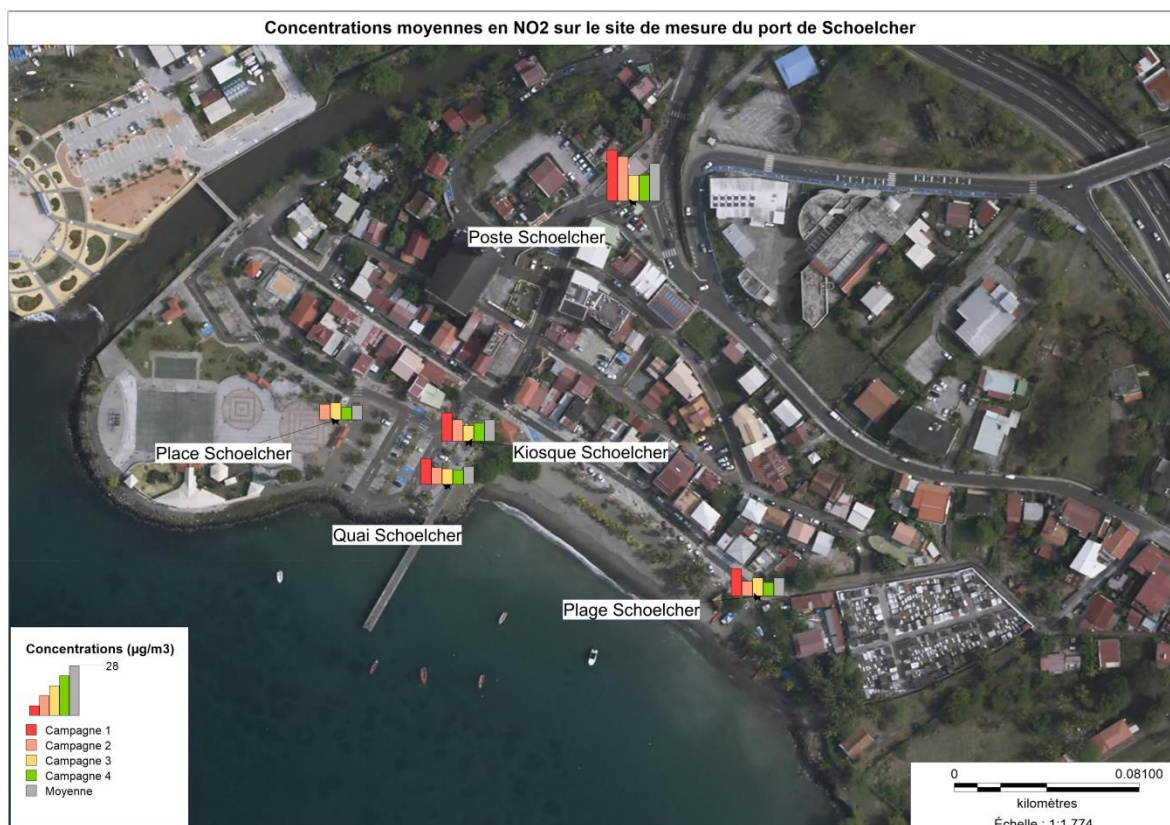 Concentrations moyennes en NO2 sur le site de mesure du port de Schoelcher
Poste Schoelcher
Place Schoelcher
Kiosque Schoelcher
Quai Schoelcher
Plage Schoelcher
Concentrations (µg/m3)
28
Campagne 1
Campagne 2
Campagne 3
Campagne 4
Moyenne
0 0.08100
kilomètres
Échelle : 1:1 774